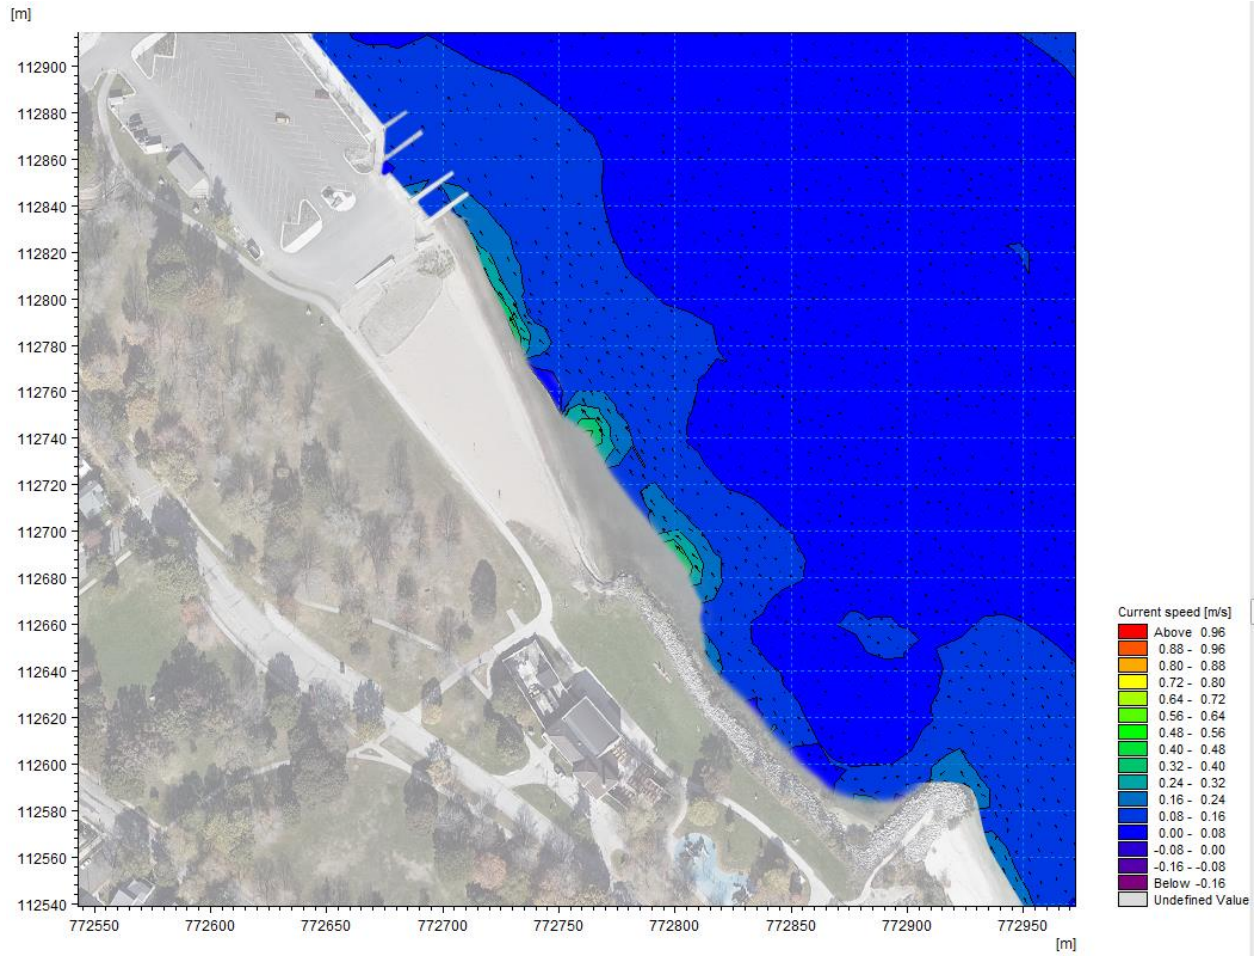 [m]
112900
112880
112860
112840
112820
112800
112780
112760
112740
112720
112700
112680
112660
112640
112620
112600
112580
112560
112540
772550
772600
772650
772700
772750
772800
772850
772900
772950
[m]
Current speed [m/s]
Above 0.96
0.88 - 0.96
0.80 - 0.88
0.72 - 0.80
0.64 - 0.72
0.56 - 0.64
0.48 - 0.56
0.40 - 0.48
0.32 - 0.40
0.24 - 0.32
0.16 - 0.24
0.08 - 0.16
0.00 - 0.08
-0.08 - 0.00
-0.16 - -0.08
Below -0.16
Undefined Value